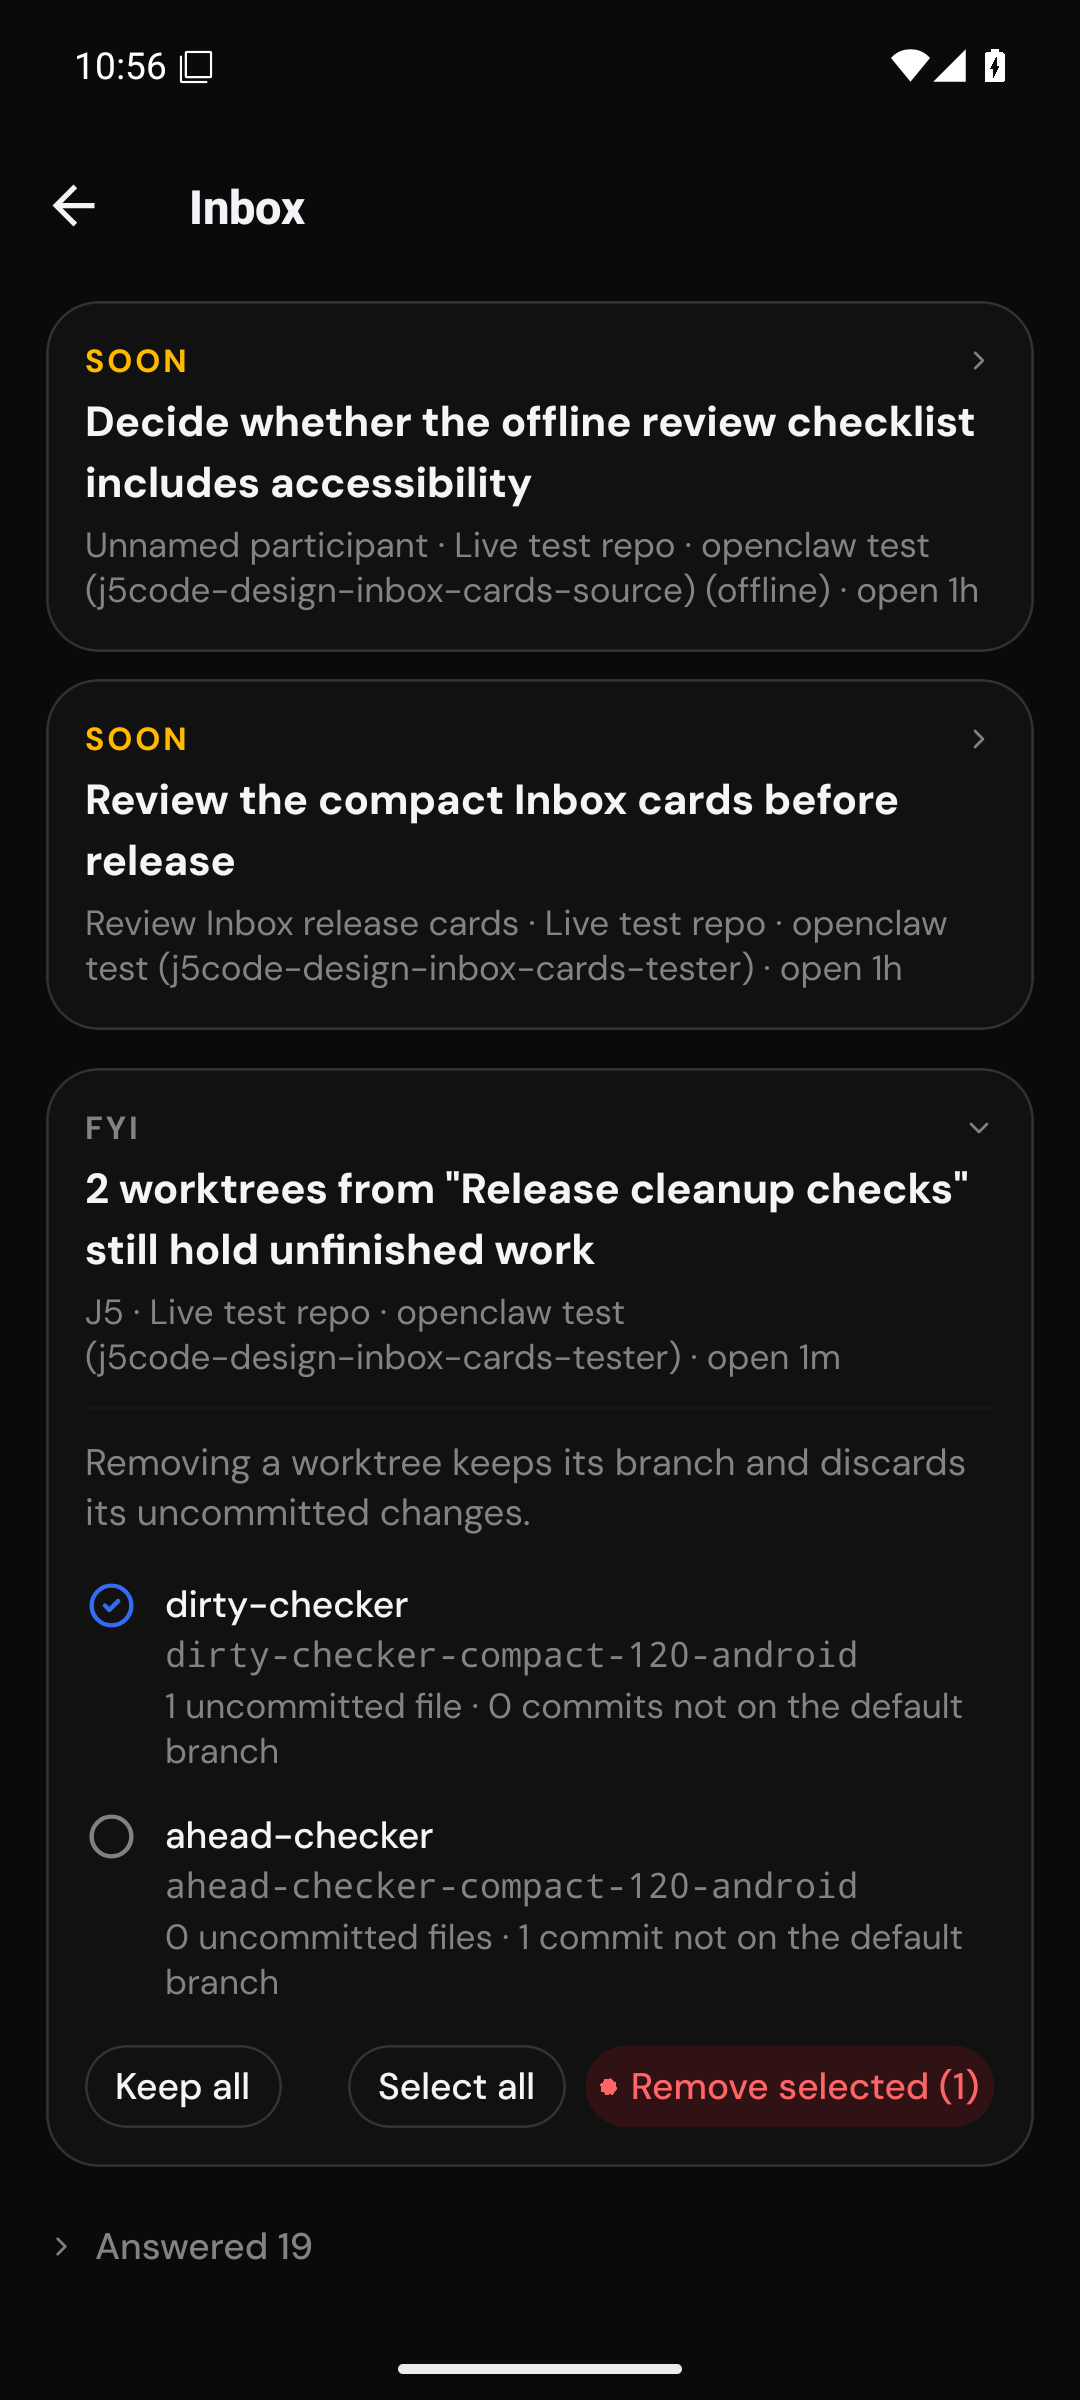 10:56
Inbox
SOON
Decide whether the offline review checklist
includes accessibility
Unnamed participant · Live test repo · openclaw test
(j5code-design-inbox-cards-source) (offline) · open 1h
SOON
Review the compact Inbox cards before
release
Review Inbox release cards · Live test repo · openclaw
test (j5code-design-inbox-cards-tester) · open 1h
FYI
2 worktrees from "Release cleanup checks"
still hold unfinished work
J5 · Live test repo · openclaw test
(j5code-design-inbox-cards-tester) · open 1m
Removing a worktree keeps its branch and discards
its uncommitted changes.
dirty-checker
dirty-checker-compact-120-android
1 uncommitted file · 0 commits not on the default
branch
ahead-checker
ahead-checker-compact-120-android
0 uncommitted files · 1 commit not on the default
branch
Keep all
Select all
Remove selected (1)
Answered 19